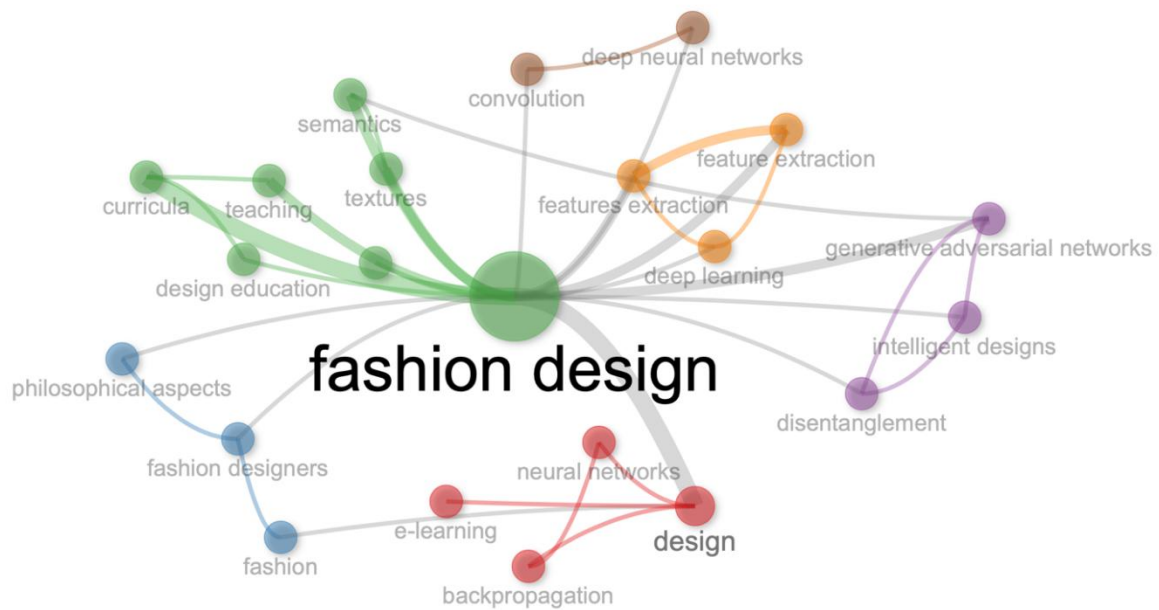 deep neural networks
convolution
semantics
feature extraction
textures
features extraction
curricula
teaching
generative adversarial networks
deep learning
design education
intelligent designs
fashion design
philosophical aspects
disentanglement
fashion designers
neural networks
e-learning
design
fashion
backpropagation